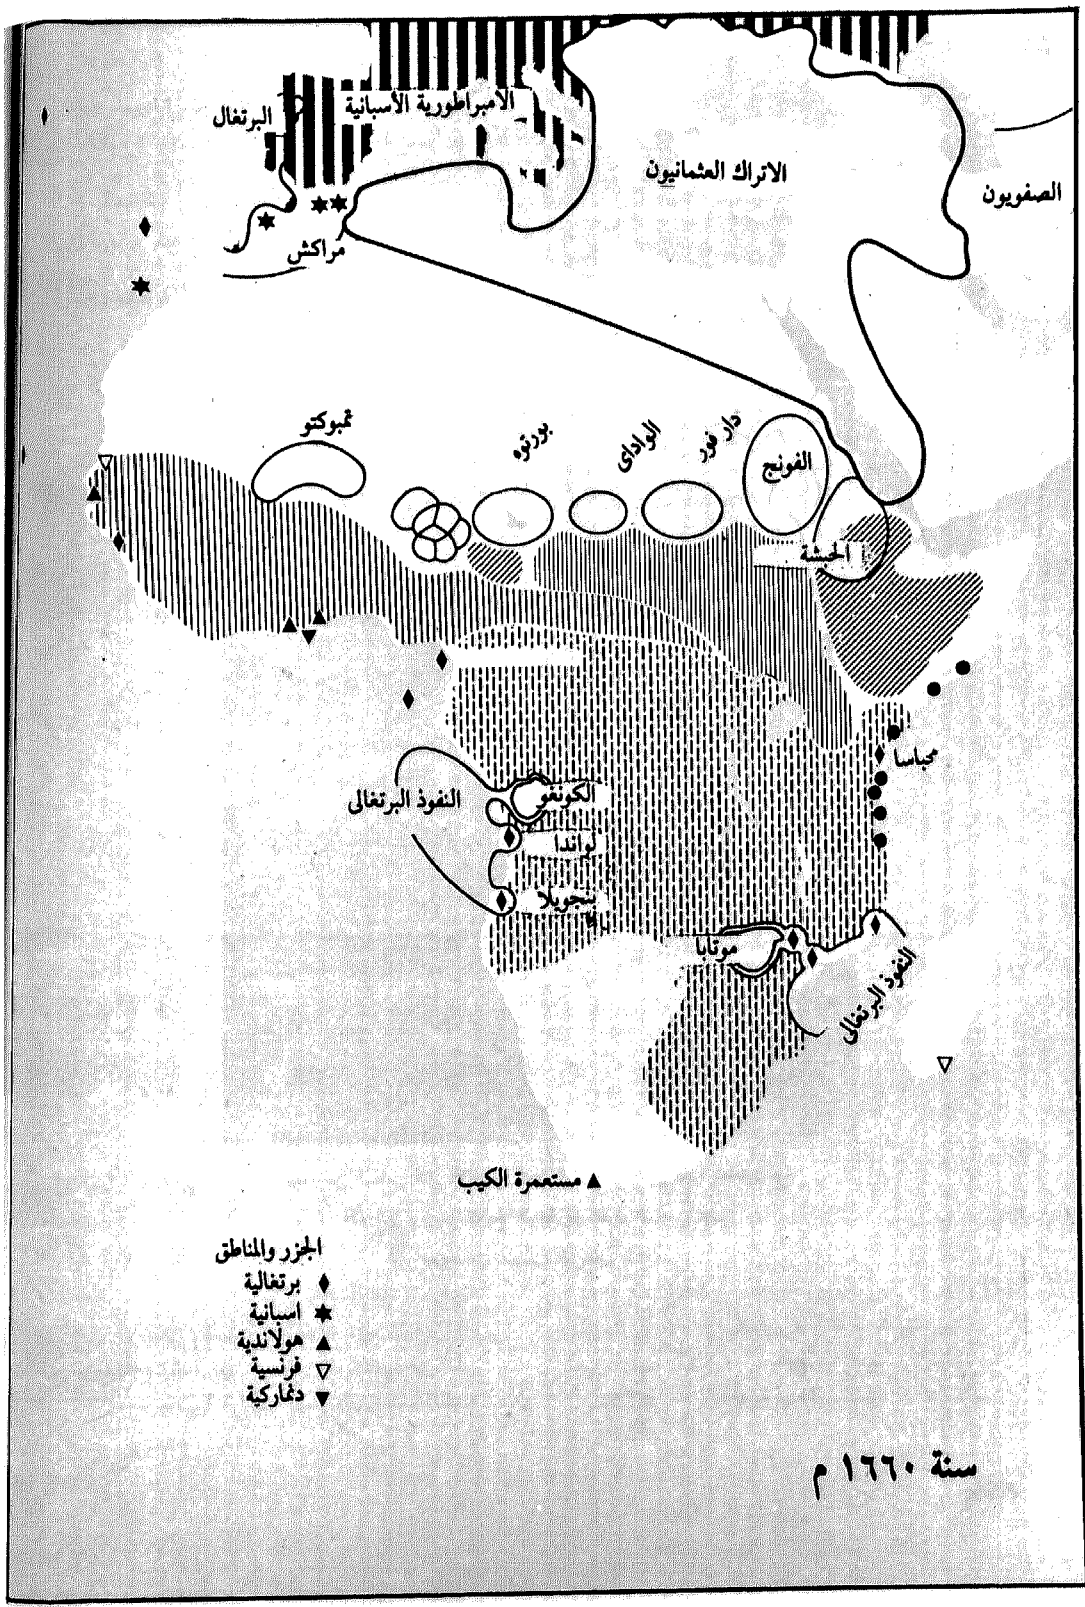 الامبراطورية الأسبانية
البرتغال
الاتراك العثمانيون
الصفويون
مراكش
تمبوكتو
بورتوه
الواداى
دار فور
الفونج
الحبشة
ممباسا
الكونغو
النفوذ البرتغالى
لواندا
بنجويلا
موتابا
النفوذ البرتغالى
مستعمرة الكيب
الجزر والمناطق
برتغالية
اسبانية
هولاندية
فرنسية
دنماركية
سنة ١٦٦٠ م